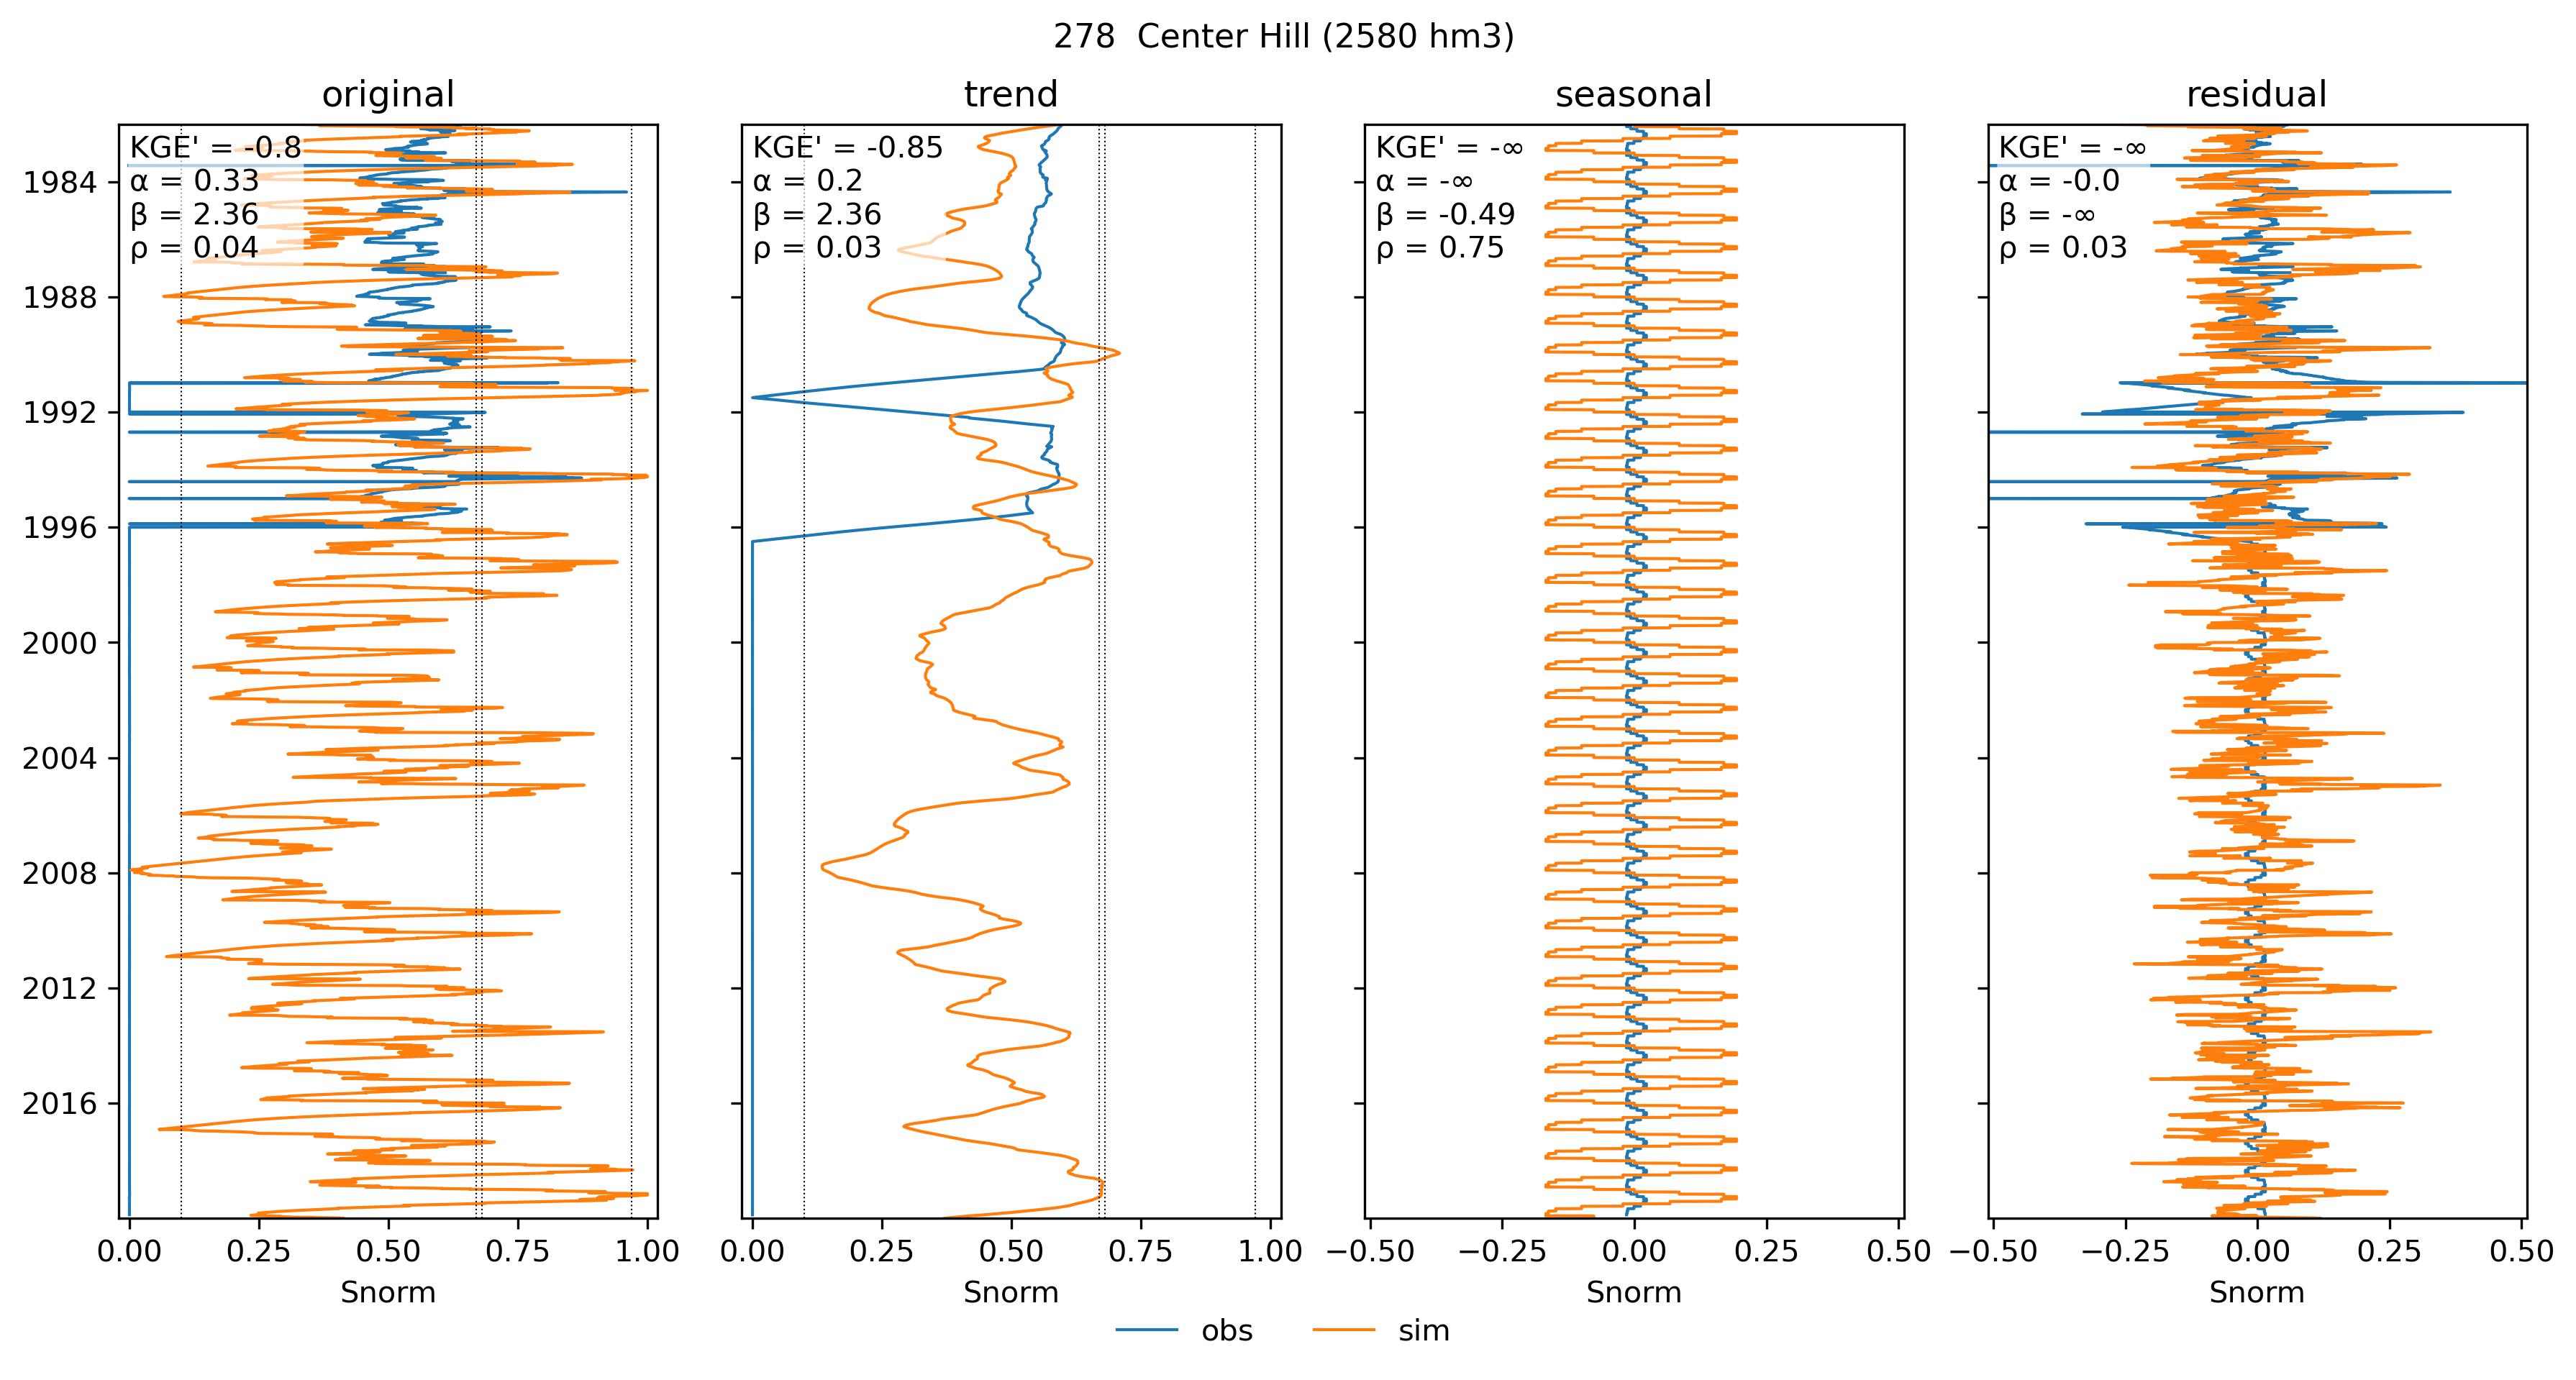 278  Center Hill (2580 hm3)
original
trend
seasonal
residual
KGE' = -0.8
α = 0.33
β = 2.36
ρ = 0.04
KGE' = -0.85
α = 0.2
β = 2.36
ρ = 0.03
KGE' = -∞
α = -∞
β = -0.49
ρ = 0.75
KGE' = -∞
α = -0.0
β = -∞
ρ = 0.03
1984
1988
1992
1996
2000
2004
2008
2012
2016
0.00 0.25 0.50 0.75 1.00
0.00 0.25 0.50 0.75 1.00
−0.50 −0.25 0.00 0.25 0.50
−0.50 −0.25 0.00 0.25 0.50
Snorm
Snorm
Snorm
Snorm
obs
sim